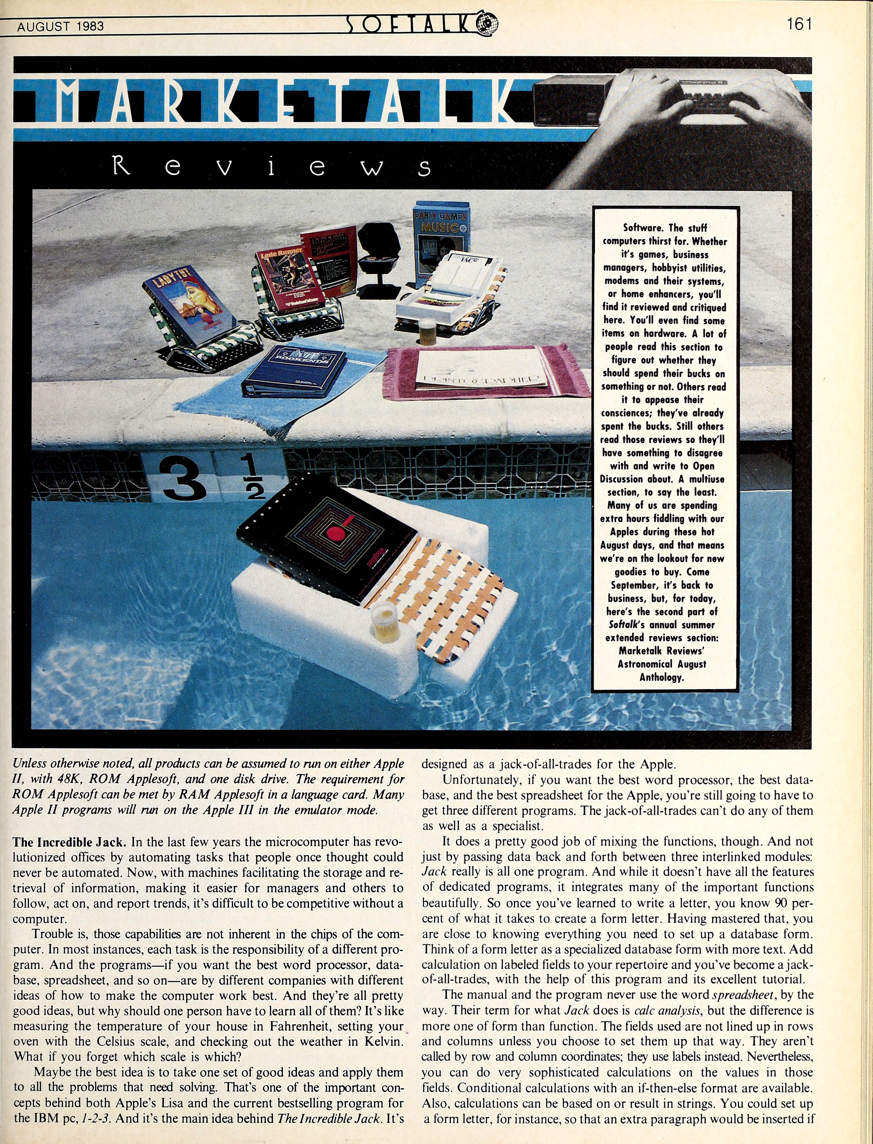 AUGUST 1983
SOFTALK
161
MARKETALK
Reviews
LADY TUT
Lode Runner
EARLY GAMES
MUSIC
JACK
BOOKENDS
3 1/2
Software. The stuff
computers thirst for. Whether
it's games, business
managers, hobbyist utilities,
modems and their systems,
or home enhancers, you'll
find it reviewed and critiqued
here. You'll even find some
items on hardware. A lot of
people read this section to
figure out whether they
should spend their bucks on
something or not. Others read
it to appease their
consciences; they've already
spent the bucks. Still others
read those reviews so they'll
have something to disagree
with and write to Open
Discussion about. A multiuse
section, to say the least.
Many of us are spending
extra hours fiddling with our
Apples during these hot
August days, and that means
we're on the lookout for new
goodies to buy. Come
September, it's back to
business, but, for today,
here's the second part of
Softalk's annual summer
extended reviews section:
Marketalk Reviews'
Astronomical August
Anthology.
Unless otherwise noted, all products can be assumed to run on either Apple
II, with 48K, ROM Applesoft, and one disk drive. The requirement for
ROM Applesoft can be met by RAM Applesoft in a language card. Many
Apple II programs will run on the Apple III in the emulator mode.
The Incredible Jack. In the last few years the microcomputer has revo-
lutionized offices by automating tasks that people once thought could
never be automated. Now, with machines facilitating the storage and re-
trieval of information, making it easier for managers and others to
follow, act on, and report trends, it's difficult to be competitive without a
computer.
Trouble is, those capabilities are not inherent in the chips of the com-
puter. In most instances, each task is the responsibility of a different pro-
gram. And the programs—if you want the best word processor, data-
base, spreadsheet, and so on—are by different companies with different
ideas of how to make the computer work best. And they're all pretty
good ideas, but why should one person have to learn all of them? It's like
measuring the temperature of your house in Fahrenheit, setting your
oven with the Celsius scale, and checking out the weather in Kelvin.
What if you forget which scale is which?
Maybe the best idea is to take one set of good ideas and apply them
to all the problems that need solving. That's one of the important con-
cepts behind both Apple's Lisa and the current bestselling program for
the IBM pc, 1-2-3. And it's the main idea behind The Incredible Jack. It's
designed as a jack-of-all-trades for the Apple.
Unfortunately, if you want the best word processor, the best data-
base, and the best spreadsheet for the Apple, you're still going to have to
get three different programs. The jack-of-all-trades can't do any of them
as well as a specialist.
It does a pretty good job of mixing the functions, though. And not
just by passing data back and forth between three interlinked modules:
Jack really is all one program. And while it doesn't have all the features
of dedicated programs, it integrates many of the important functions
beautifully. So once you've learned to write a letter, you know 90 per-
cent of what it takes to create a form letter. Having mastered that, you
are close to knowing everything you need to set up a database form.
Think of a form letter as a specialized database form with more text. Add
calculation on labeled fields to your repertoire and you've become a jack-
of-all-trades, with the help of this program and its excellent tutorial.
The manual and the program never use the word spreadsheet, by the
way. Their term for what Jack does is calc analysis, but the difference is
more one of form than function. The fields used are not lined up in rows
and columns unless you choose to set them up that way. They aren't
called by row and column coordinates; they use labels instead. Nevertheless,
you can do very sophisticated calculations on the values in those
fields. Conditional calculations with an if-then-else format are available.
Also, calculations can be based on or result in strings. You could set up
a form letter, for instance, so that an extra paragraph would be inserted if